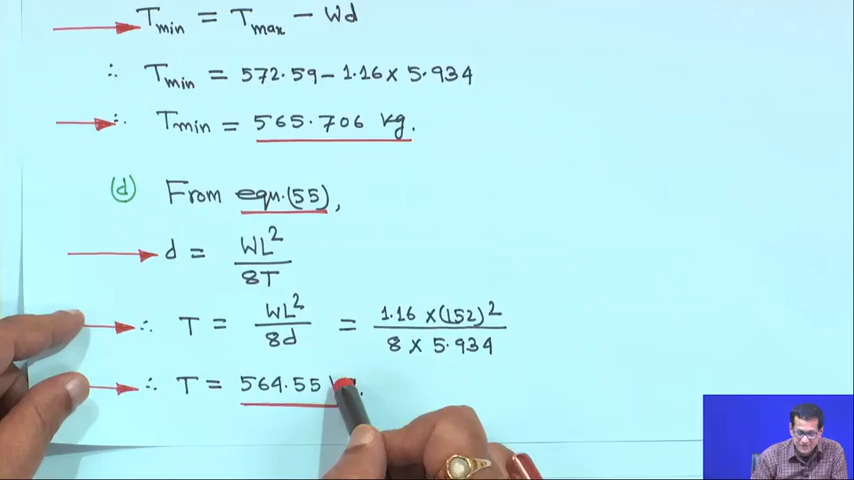 Tmin = Tmax - Wd
∴ Tmin = 572.59 - 1.16 × 5.934
∴ Tmin = 565.706 kg.
(d) From eqn.(55),
d = WL²/8T
∴ T = WL²/8d = 1.16 × (152)²/8 × 5.934
∴ T = 564.55